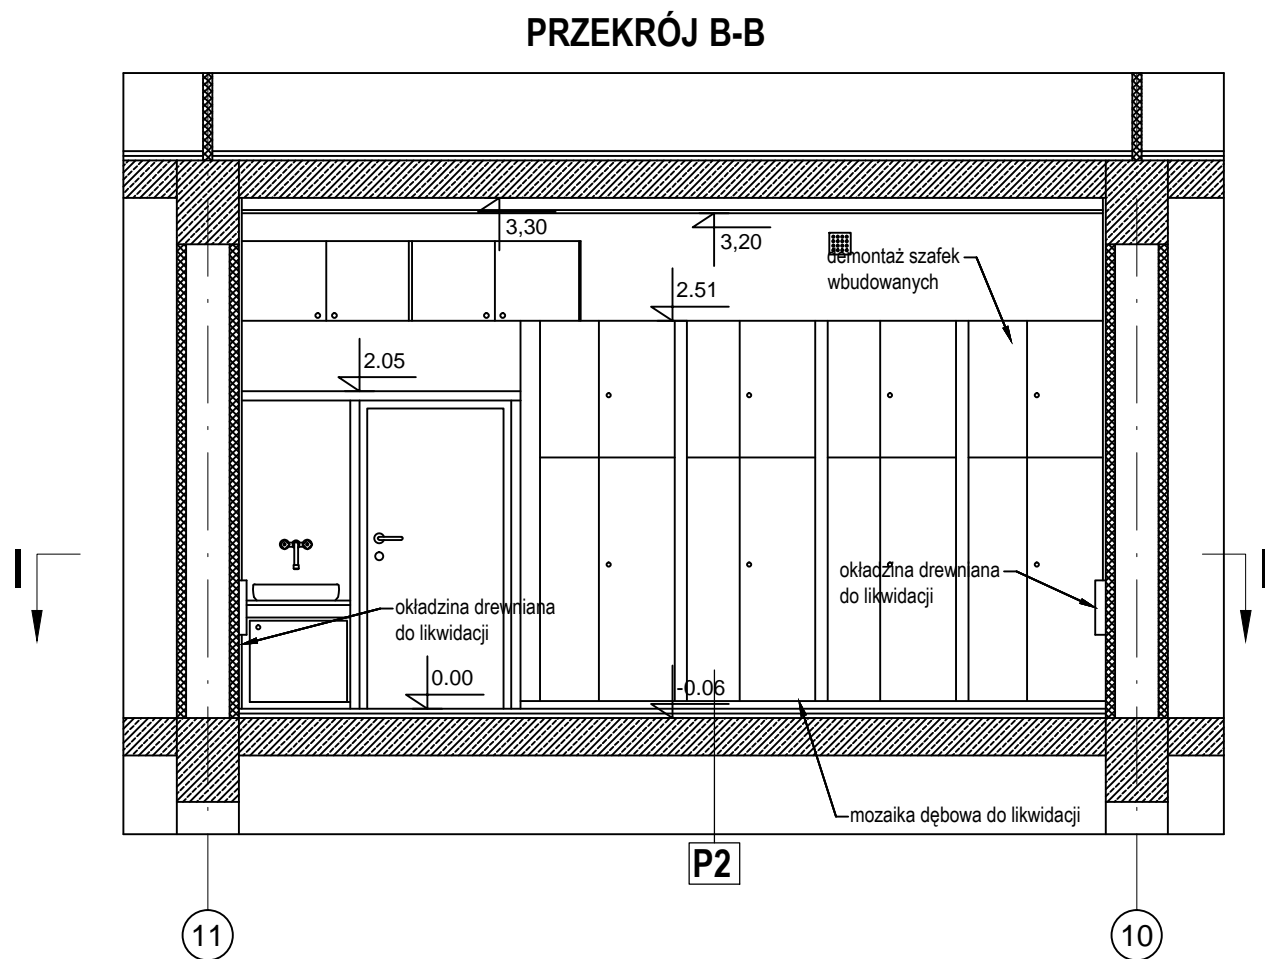 PRZEKRÓJ B-B
3,30
3,20
demontaż szafek
wbudowanych
2.51
2.05
okładzina drewniana
do likwidacji
I
I
okładzina drewniana
do likwidacji
0.00
-0.06
mozaika dębowa do likwidacji
P2
11
10